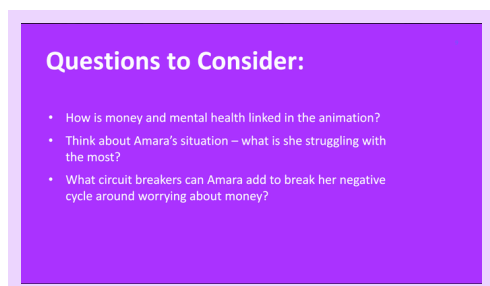 Questions to Consider:
• How is money and mental health linked in the animation?
• Think about Amara's situation – what is she struggling with
the most?
• What circuit breakers can Amara add to break her negative
cycle around worrying about money?